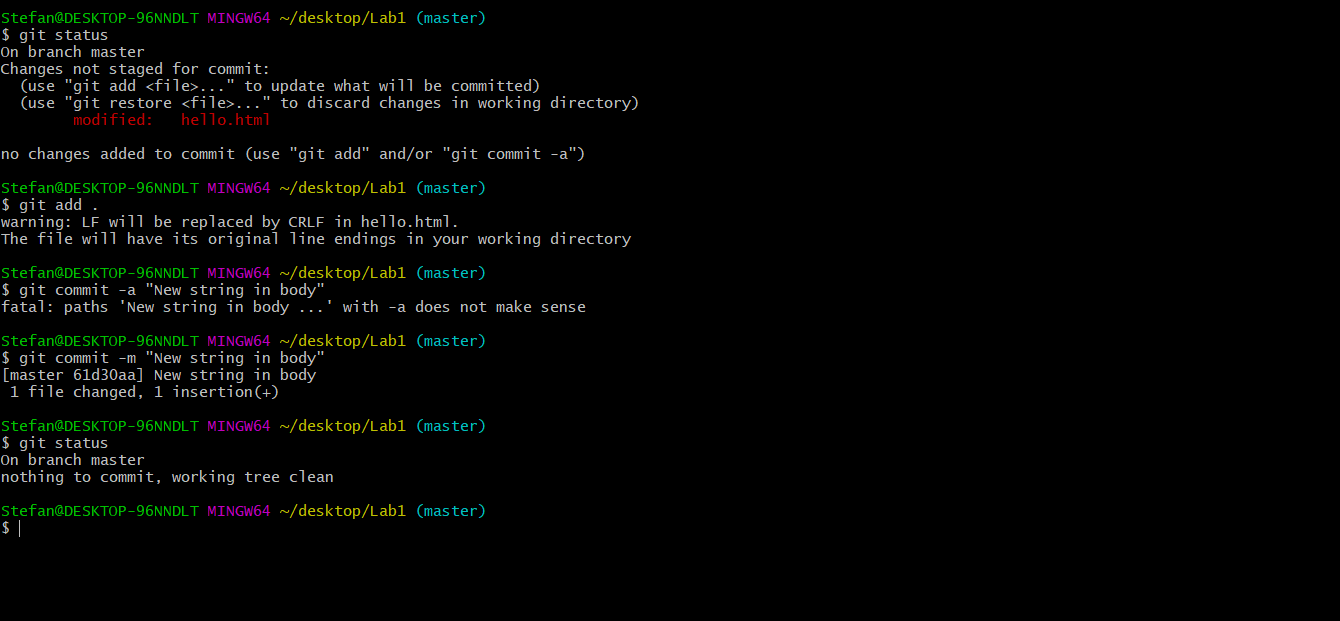 Stefan@DESKTOP-96NNDLT MINGW64 ~/desktop/Lab1 (master)
$ git status
On branch master
Changes not staged for commit:
  (use "git add <file>..." to update what will be committed)
  (use "git restore <file>..." to discard changes in working directory)
        modified:   hello.html

no changes added to commit (use "git add" and/or "git commit -a")

Stefan@DESKTOP-96NNDLT MINGW64 ~/desktop/Lab1 (master)
$ git add .
warning: LF will be replaced by CRLF in hello.html.
The file will have its original line endings in your working directory

Stefan@DESKTOP-96NNDLT MINGW64 ~/desktop/Lab1 (master)
$ git commit -a "New string in body"
fatal: paths 'New string in body ...' with -a does not make sense

Stefan@DESKTOP-96NNDLT MINGW64 ~/desktop/Lab1 (master)
$ git commit -m "New string in body"
[master 61d30aa] New string in body
 1 file changed, 1 insertion(+)

Stefan@DESKTOP-96NNDLT MINGW64 ~/desktop/Lab1 (master)
$ git status
On branch master
nothing to commit, working tree clean

Stefan@DESKTOP-96NNDLT MINGW64 ~/desktop/Lab1 (master)
$